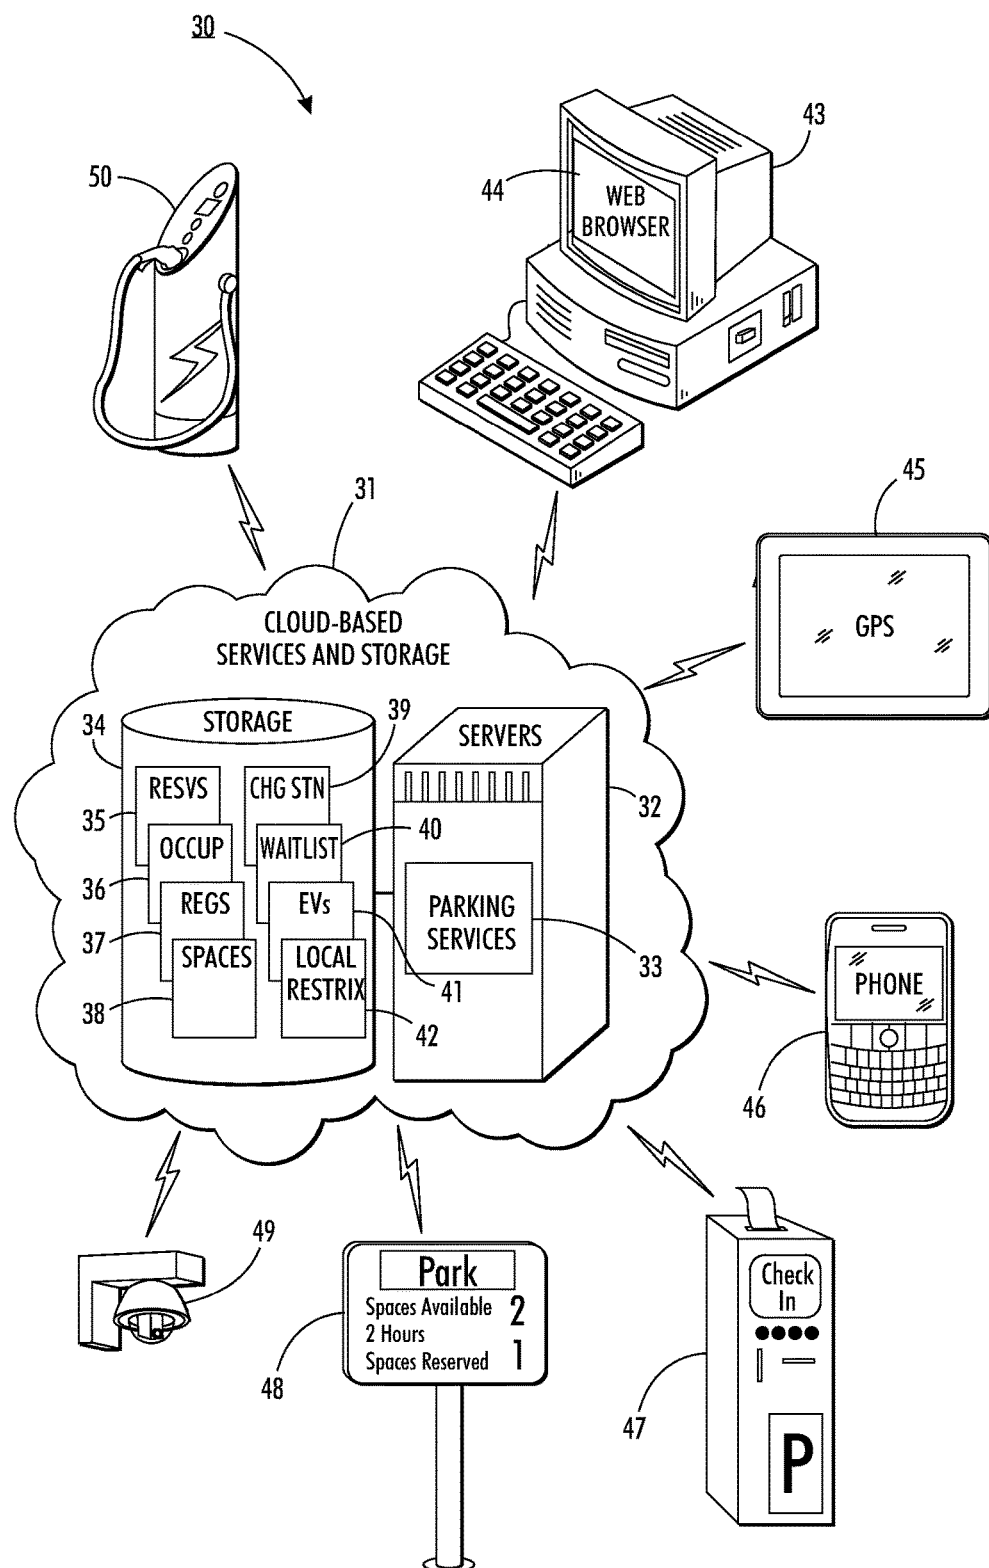 30
50
43
44
WEB
BROWSER
31
45
CLOUD-BASED
SERVICES AND STORAGE
GPS
34
STORAGE
39
SERVERS
RESVS
CHG STN
32
35
OCCUP
WAITLIST
40
36
REGS
EVs
PARKING
SERVICES
37
SPACES
LOCAL
RESTRIX
41
33
38
42
PHONE
46
49
Park
Spaces Available 2
2 Hours
Spaces Reserved 1
48
Check
In
47
P